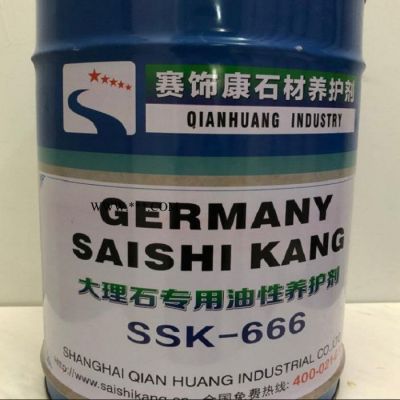 赛饰康石材养护剂
QIANHUANG INDUSTRY
GERMANY
SAISHI KANG
大理石专用油性养护剂
SSK-666
SHANGHAI QIAN HUANG INDUSTRIAL CO.,LTD
http://www.saishikang.cn 全国免费热线: 400-021-